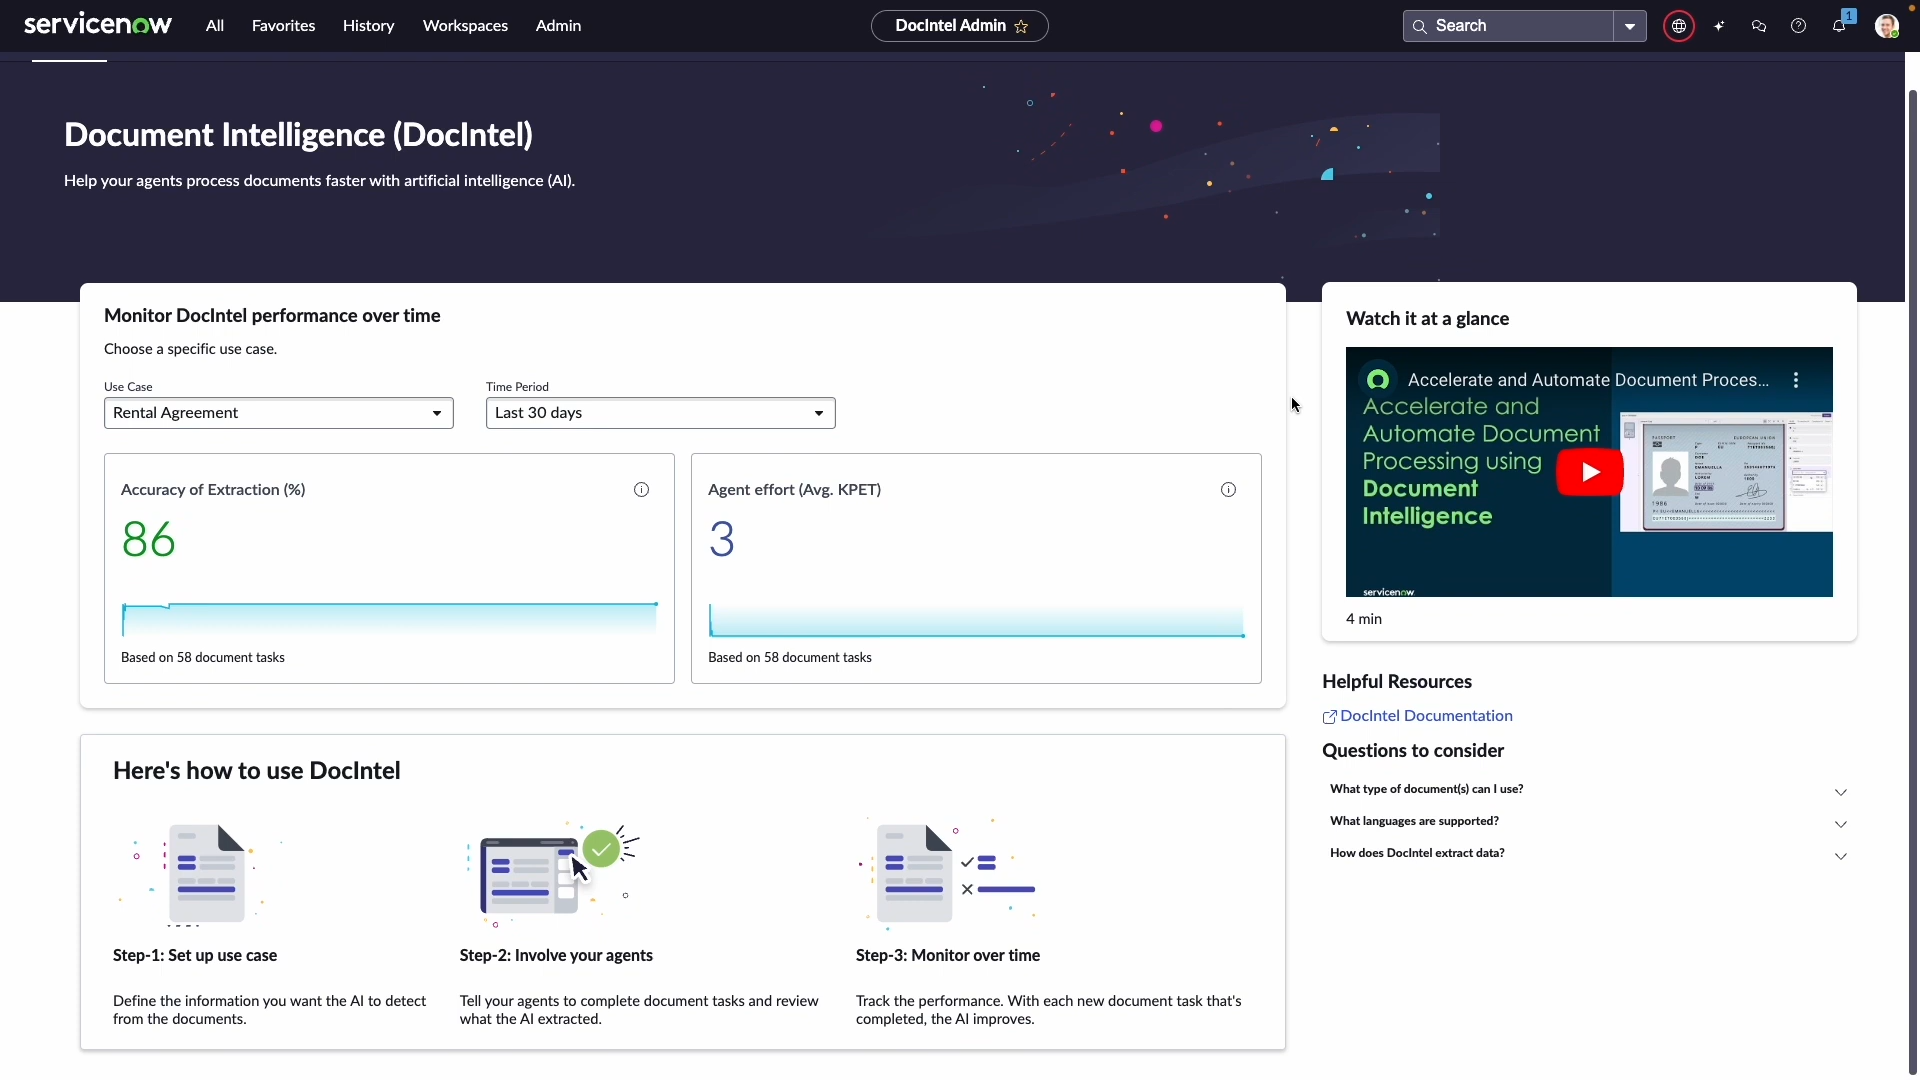 servicenow
All
Favorites
History
Workspaces
Admin
DocIntel Admin
Search
1
Document Intelligence (DocIntel)
Help your agents process documents faster with artificial intelligence (AI).
Monitor DocIntel performance over time
Choose a specific use case.
Use Case
Rental Agreement
Time Period
Last 30 days
Accuracy of Extraction (%)
86
Based on 58 document tasks
Agent effort (Avg. KPET)
3
Based on 58 document tasks
Here's how to use DocIntel
Step-1: Set up use case
Define the information you want the AI to detect
from the documents.
Step-2: Involve your agents
Tell your agents to complete document tasks and review
what the AI extracted.
Step-3: Monitor over time
Track the performance. With each new document task that's
completed, the AI improves.
Watch it at a glance
Accelerate and Automate Document Proces...
Accelerate and
Automate Document
Processing using
Document
Intelligence
servicenow
PASSPORT
EUROPEAN UNION
1986
4 min
Helpful Resources
DocIntel Documentation
Questions to consider
What type of document(s) can I use?
What languages are supported?
How does DocIntel extract data?